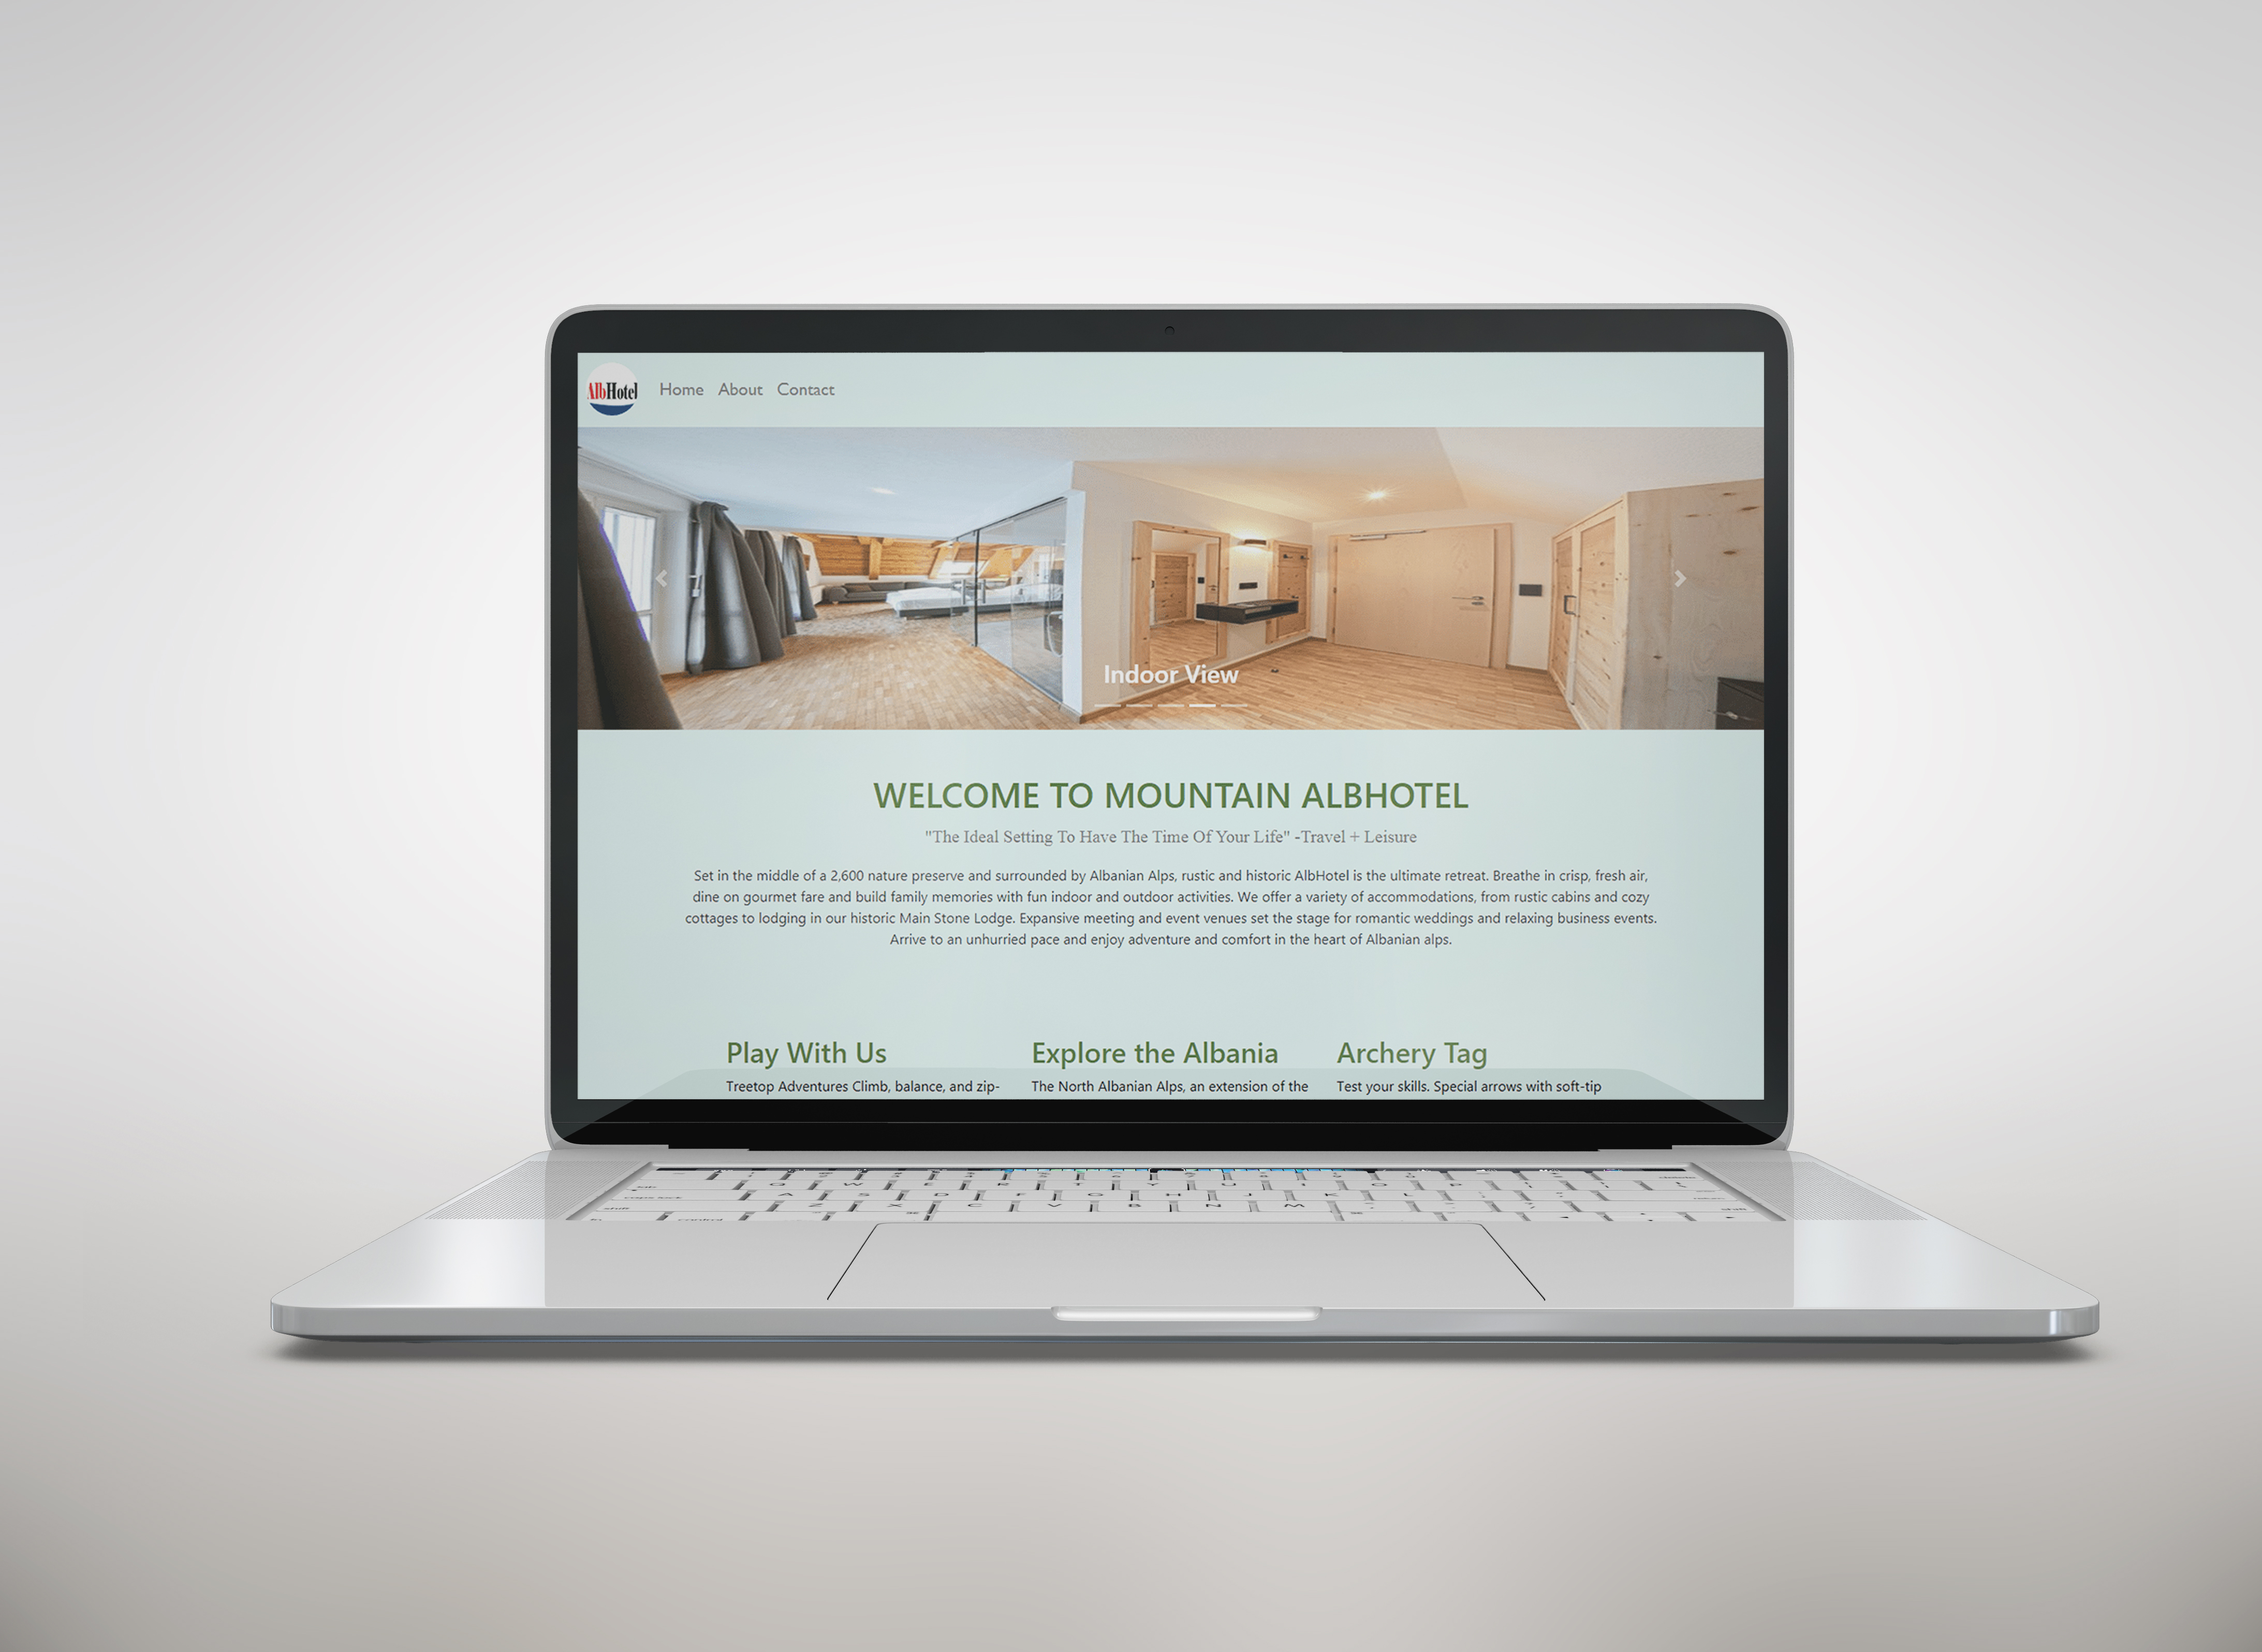 AlbHotel
Home About Contact
Indoor View
WELCOME TO MOUNTAIN ALBHOTEL
"The Ideal Setting To Have The Time Of Your Life" -Travel + Leisure
Set in the middle of a 2,600 nature preserve and surrounded by Albanian Alps, rustic and historic AlbHotel is the ultimate retreat. Breathe in crisp, fresh air,
dine on gourmet fare and build family memories with fun indoor and outdoor activities. We offer a variety of accommodations, from rustic cabins and cozy
cottages to lodging in our historic Main Stone Lodge. Expansive meeting and event venues set the stage for romantic weddings and relaxing business events.
Arrive to an unhurried pace and enjoy adventure and comfort in the heart of Albanian alps.
Play With Us
Treetop Adventures Climb, balance, and zip-
Explore the Albania
The North Albanian Alps, an extension of the
Archery Tag
Test your skills. Special arrows with soft-tip
Q W E R T Y U I O P
A S D F G H J K L
shift Z X C V B N M shift
fn control